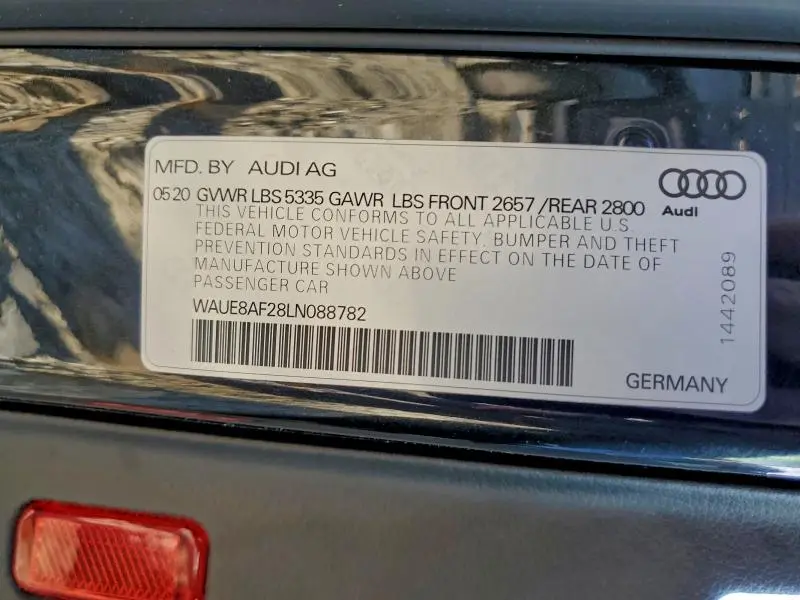 MFD. BY AUDI AG
05 20 GVWR LBS 5335 GAWR LBS FRONT 2657 /REAR 2800
Audi
THIS VEHICLE CONFORMS TO ALL APPLICABLE U.S.
FEDERAL MOTOR VEHICLE SAFETY, BUMPER AND THEFT
PREVENTION STANDARDS IN EFFECT ON THE DATE OF
MANUFACTURE SHOWN ABOVE
PASSENGER CAR
WAUE8AF28LN088782
1442089
GERMANY